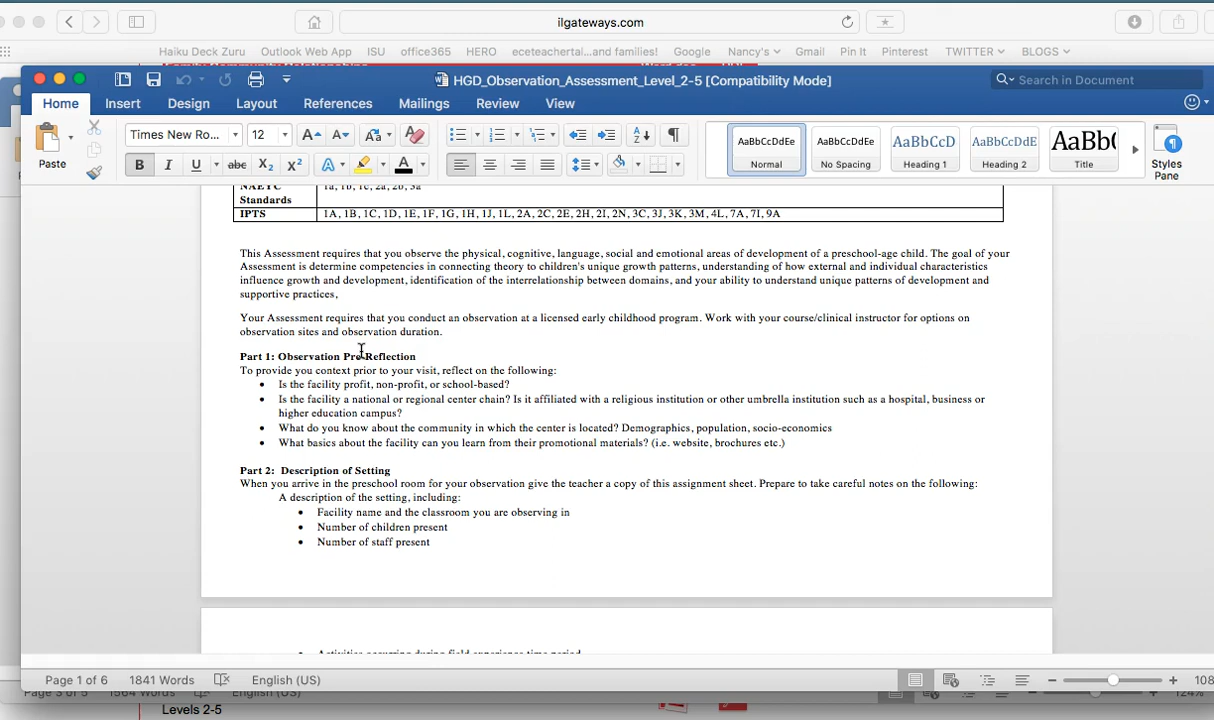 ilgateways.com
Haiku Deck Zuru Outlook Web App ISU office365 HERO eceteachertal...and families! Google Nancy's Gmail Pin It Pinterest TWITTER BLOGS
HGD_Observation_Assessment_Level_2-5 [Compatibility Mode]
Search in Document
Home Insert Design Layout References Mailings Review View
Paste
Times New Ro... 12
B I U abc X2 X2
AaBbCcDdEe AaBbCcDdEe AaBbCcD AaBbCcDdE AaBb(
Normal No Spacing Heading 1 Heading 2 Title
Styles
Pane
NAEYC 1a, 1b, 1c, 2a, 2b, 3a
Standards
IPTS 1A, 1B, 1C, 1D, 1E, 1F, 1G, 1H, 1J, 1L, 2A, 2C, 2E, 2H, 2I, 2N, 3C, 3J, 3K, 3M, 4L, 7A, 7I, 9A
This Assessment requires that you observe the physical, cognitive, language, social and emotional areas of development of a preschool-age child. The goal of your
Assessment is determine competencies in connecting theory to children's unique growth patterns, understanding of how external and individual characteristics
influence growth and development, identification of the interrelationship between domains, and your ability to understand unique patterns of development and
supportive practices,
Your Assessment requires that you conduct an observation at a licensed early childhood program. Work with your course/clinical instructor for options on
observation sites and observation duration.
Part 1: Observation Pre-Reflection
To provide you context prior to your visit, reflect on the following:
• Is the facility profit, non-profit, or school-based?
• Is the facility a national or regional center chain? Is it affiliated with a religious institution or other umbrella institution such as a hospital, business or
higher education campus?
• What do you know about the community in which the center is located? Demographics, population, socio-economics
• What basics about the facility can you learn from their promotional materials? (i.e. website, brochures etc.)
Part 2: Description of Setting
When you arrive in the preschool room for your observation give the teacher a copy of this assignment sheet. Prepare to take careful notes on the following:
A description of the setting, including:
• Facility name and the classroom you are observing in
• Number of children present
• Number of staff present
• Activities occurring during field experience time period
Page 1 of 6 1841 Words English (US) 108
Page 3 of 5 1564 Words English (US) 124%
Levels 2-5